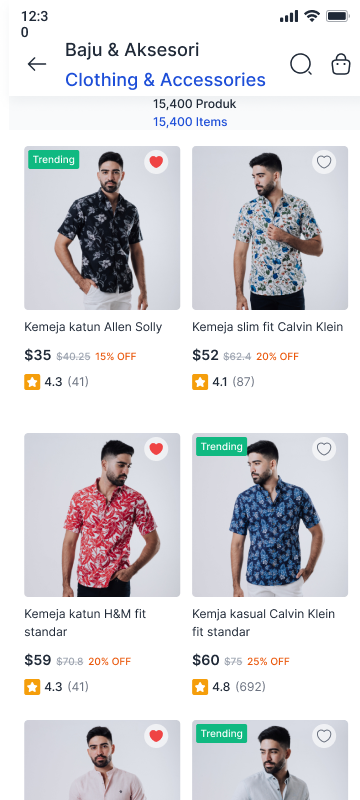 12:3
0
Baju & Aksesori
Clothing & Accessories
15,400 Produk
15,400 Items
Trending
Kemeja katun Allen Solly
$35 $40.25 15% OFF
4.3 (41)
Kemeja slim fit Calvin Klein
$52 $62.4 20% OFF
4.1 (87)
Trending
Kemeja katun H&M fit
standar
$59 $70.8 20% OFF
4.3 (41)
Kemja kasual Calvin Klein
fit standar
$60 $75 25% OFF
4.8 (692)
Trending